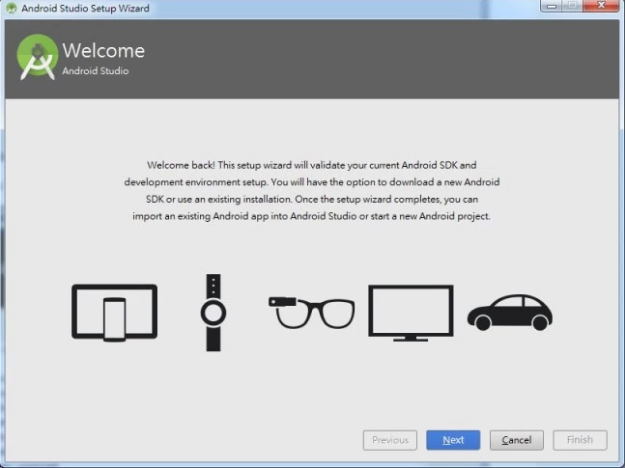 Android Studio Setup Wizard
Welcome
Android Studio
Welcome back! This setup wizard will validate your current Android SDK and
development environment setup. You will have the option to download a new Android
SDK or use an existing installation. Once the setup wizard completes, you can
import an existing Android app into Android Studio or start a new Android project.
Previous Next Cancel Finish